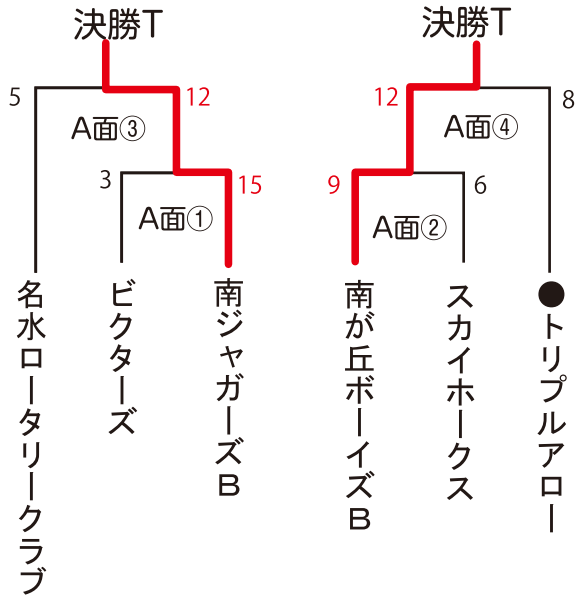 決勝T
決勝T
5
12
A面③
3
15
A面①
12
8
A面④
9
6
A面②
名水ロータリークラブ
ビクターズ
南ジャガーズB
南が丘ボーイズB
スカイホークス
●トリプルアロー